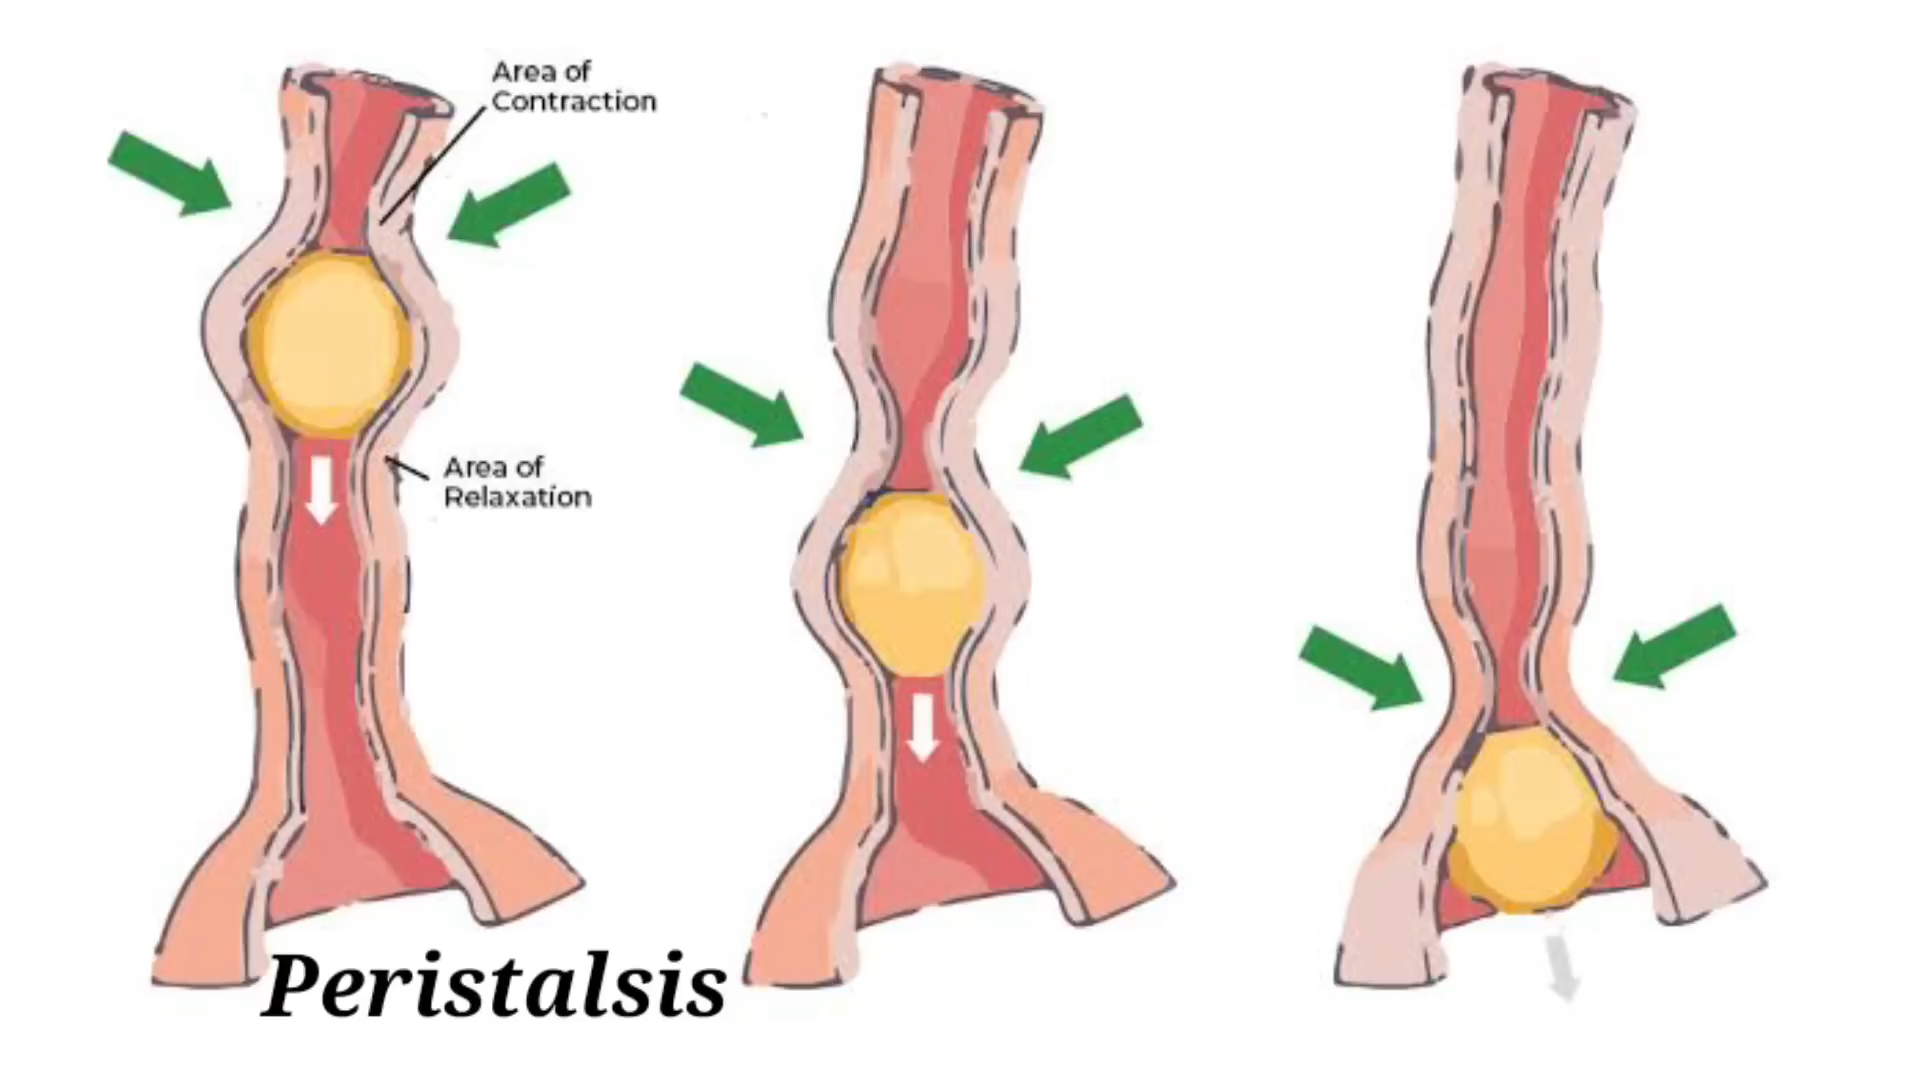 Area of
Contraction
Area of
Relaxation
Peristalsis